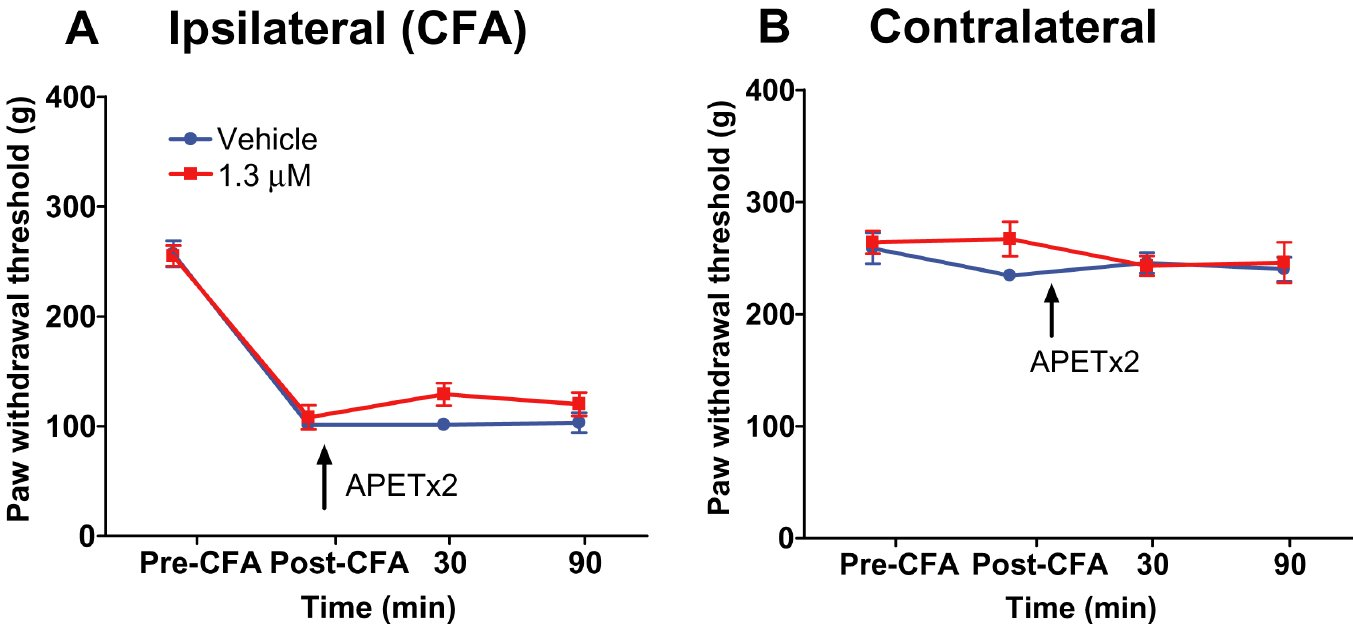 A Ipsilateral (CFA)
Paw withdrawal threshold (g)
400
300
200
100
0
Vehicle
1.3 μM
APETx2
Pre-CFA Post-CFA 30 90
Time (min)
B Contralateral
Paw withdrawal threshold (g)
400
300
200
100
0
APETx2
Pre-CFA Post-CFA 30 90
Time (min)